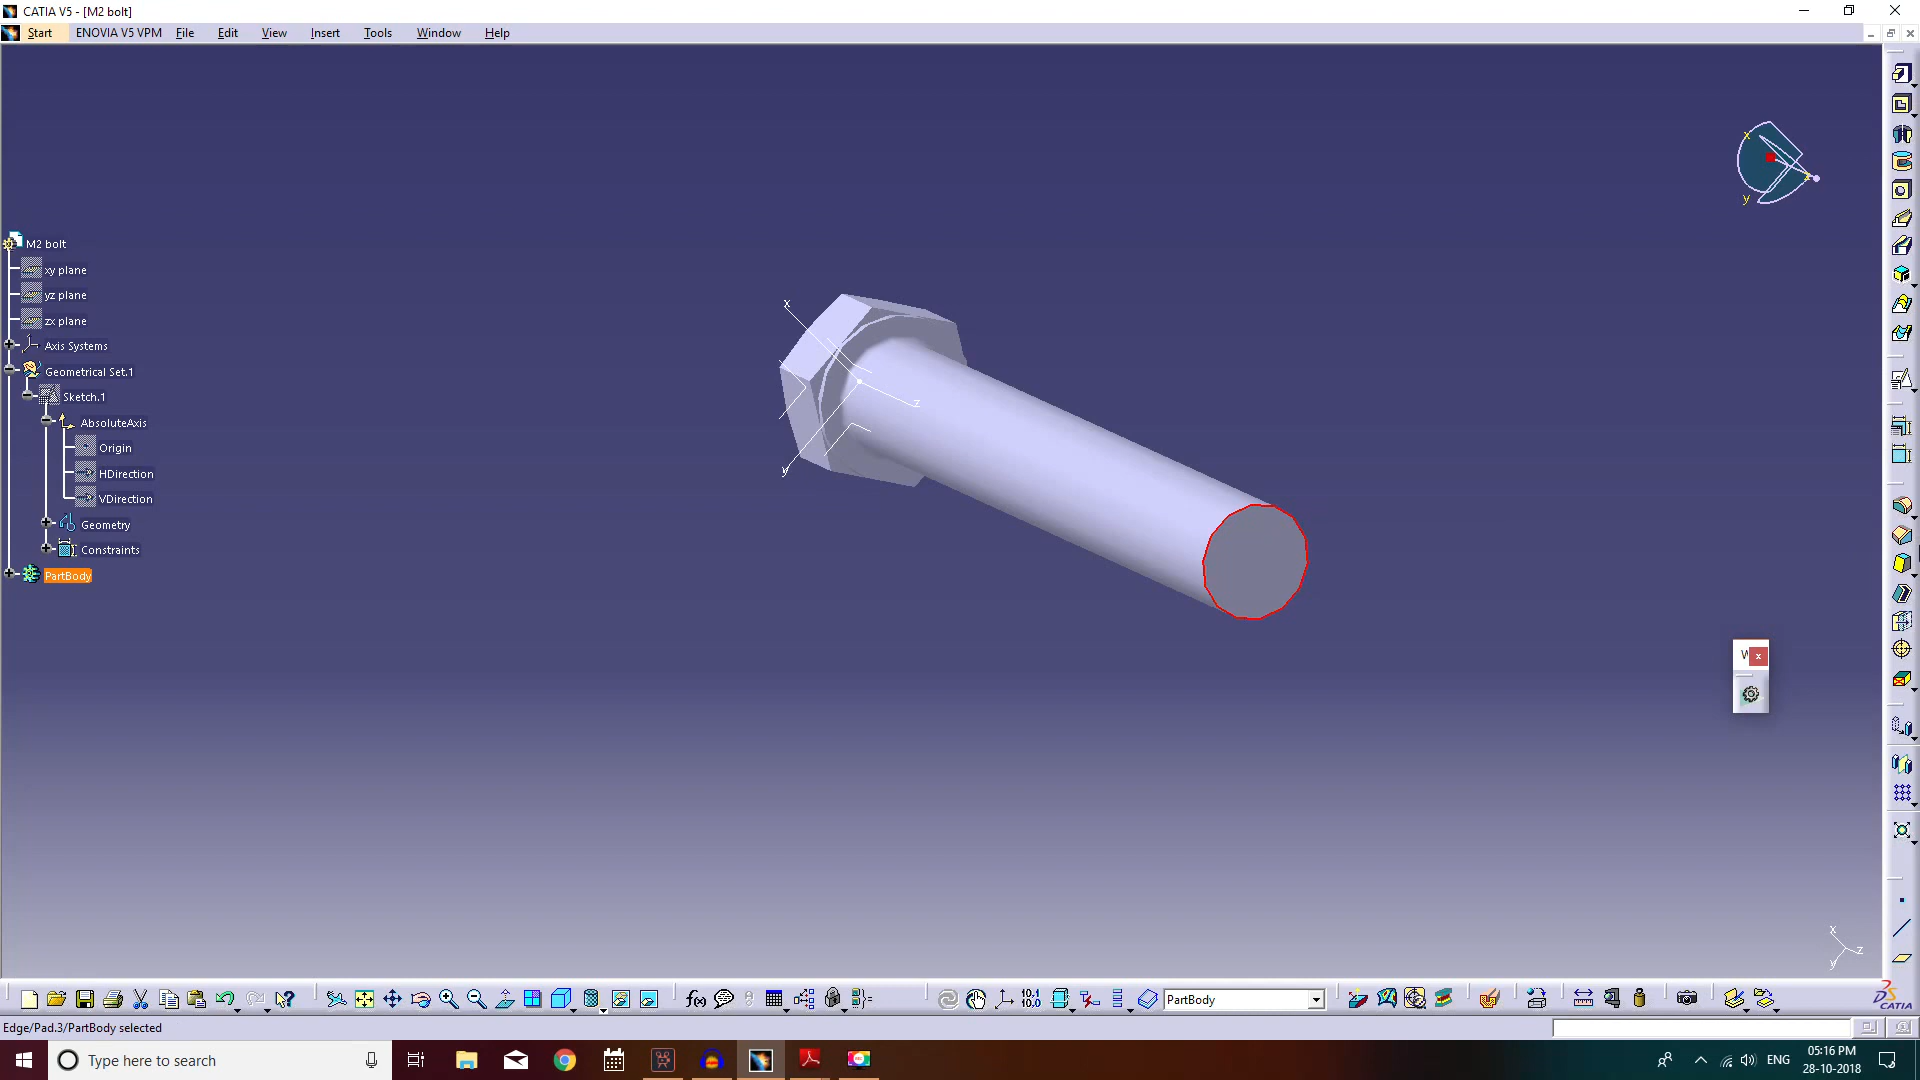 CATIA V5 - [M2 bolt]
Start ENOVIA V5 VPM File Edit View Insert Tools Window Help
x
y
x
z
y
M2 bolt
xy plane
yz plane
zx plane
Axis Systems
Geometrical Set.1
Sketch.1
AbsoluteAxis
Origin
HDirection
VDirection
Geometry
Constraints
PartBody
x
z
y
f(x)
PartBody
CATIA
Edge/Pad.3/PartBody selected
Type here to search
ENG
05:16 PM
28-10-2018